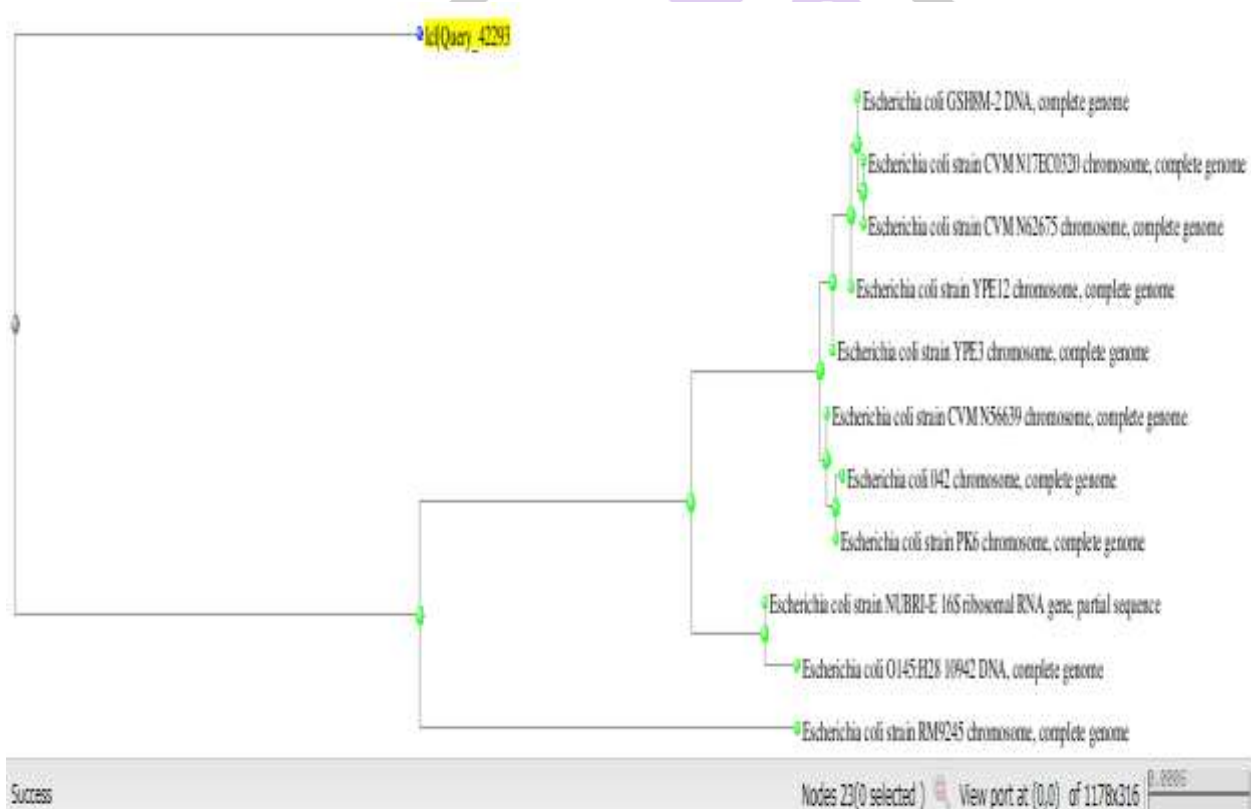 lcl|Query_42293
Escherichia coli GSH8M-2 DNA, complete genome
Escherichia coli strain CVM N17EC0320 chromosome, complete genome
Escherichia coli strain CVM N62675 chromosome, complete genome
Escherichia coli strain YPE12 chromosome, complete genome
Escherichia coli strain YPE3 chromosome, complete genome
Escherichia coli strain CVM N56639 chromosome, complete genome
Escherichia coli 042 chromosome, complete genome
Escherichia coli strain PK6 chromosome, complete genome
Escherichia coli strain NUBRI-E 16S ribosomal RNA gene, partial sequence
Escherichia coli O145:H28 10942 DNA, complete genome
Escherichia coli strain RM9245 chromosome, complete genome
Success Nodes 23(0 selected ) View port at (0,0) of 1178x316 0.0006